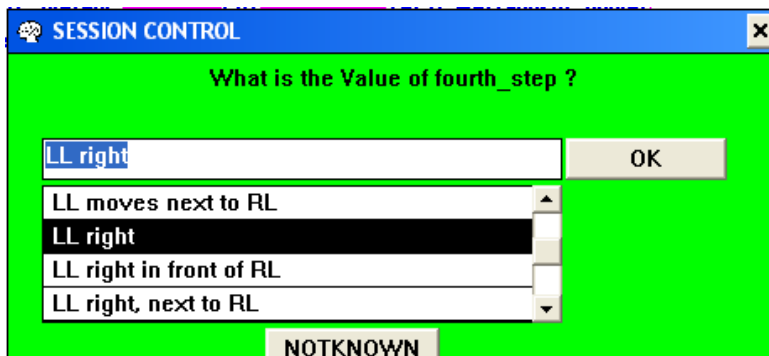 SESSION CONTROL
What is the Value of fourth_step ?
LL right
OK
LL moves next to RL
LL right
LL right in front of RL
LL right, next to RL
NOTKNOWN